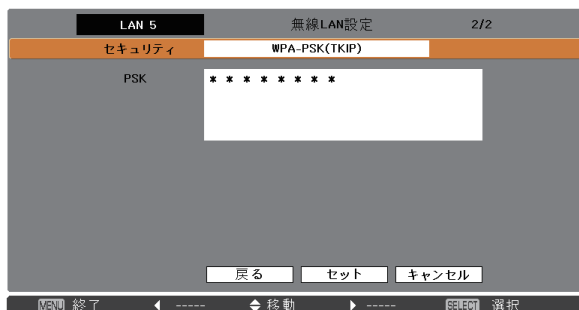 LAN 5 無線LAN設定 2/2
セキュリティ WPA-PSK(TKIP)
PSK * * * * * * * *
戻る セット キャンセル
MENU 終了 ◀ ----- ◆ 移動 ▶ ----- SELECT 選択